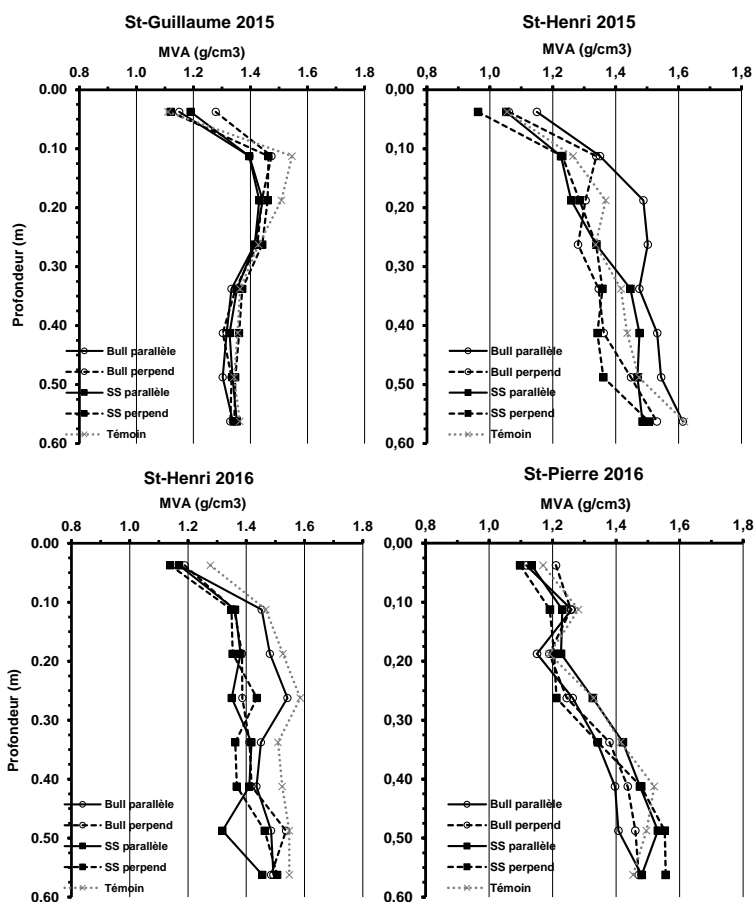 St-Guillaume 2015
MVA (g/cm3)
0.8 1.0 1.2 1.4 1.6 1.8
0.00
0.10
0.20
0.30
0.40
0.50
0.60
Profondeur (m)
Bull parallèle
Bull perpend
SS parallèle
SS perpend
Témoin
St-Henri 2015
MVA (g/cm3)
0,8 1,0 1,2 1,4 1,6 1,8
0,00
0,10
0,20
0,30
0,40
0,50
0,60
Bull parallèle
Bull perpend
SS parallèle
SS perpend
Témoin
St-Henri 2016
MVA (g/cm3)
0.8 1.0 1.2 1.4 1.6 1.8
0.00
0.10
0.20
0.30
0.40
0.50
0.60
Profondeur (m)
Bull parallèle
Bull perpend
SS parallèle
SS perpend
Témoin
St-Pierre 2016
MVA (g/cm3)
0,8 1,0 1,2 1,4 1,6 1,8
0,00
0,10
0,20
0,30
0,40
0,50
0,60
Bull parallèle
Bull perpend
SS parallèle
SS perpend
Témoin